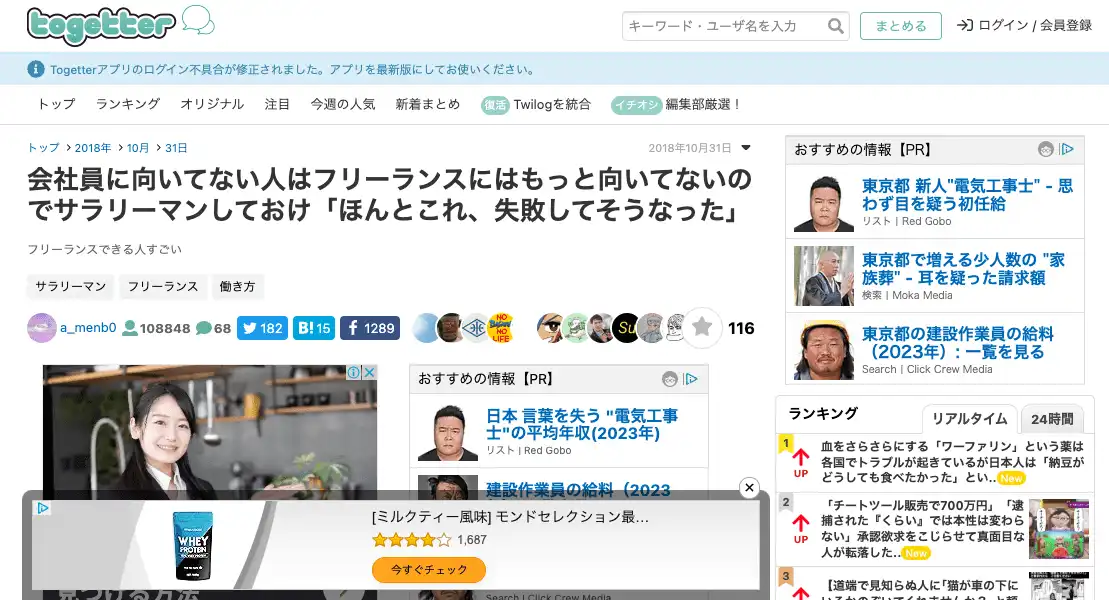 togetter
キーワード・ユーザ名を入力
まとめる
ログイン / 会員登録
Togetterアプリのログイン不具合が修正されました。アプリを最新版にしてお使いください。
トップ ランキング オリジナル 注目 今週の人気 新着まとめ 復活 Twilogを統合 イチオシ 編集部厳選！
トップ 2018年 10月 31日
2018年10月31日
会社員に向いてない人はフリーランスにはもっと向いてないの
でサラリーマンしておけ「ほんとこれ、失敗してそうなった」
フリーランスできる人すごい
サラリーマン フリーランス 働き方
a_menb0 108848 68 182 B! 15 f 1289
NO LIFE
Su
116
おすすめの情報【PR】
日本 言葉を失う "電気工事
士"の平均年収(2023年)
リスト | Red Gobo
建設作業員の給料（2023
Search | Click Crew Media
WHEY
PROTEIN
[ミルクティー風味] モンドセレクション最...
1,687
今すぐチェック
見つける方法
おすすめの情報【PR】
東京都 新人"電気工事士" - 思
わず目を疑う初任給
リスト | Red Gobo
東京都で増える少人数の "家
族葬" - 耳を疑った請求額
検索 | Moka Media
東京都の建設作業員の給料
（2023年）: 一覧を見る
Search | Click Crew Media
ランキング
リアルタイム
24時間
1
UP
血をさらさらにする「ワーファリン」という薬は
各国でトラブルが起きているが日本人は「納豆が
どうしても食べたかった」とい.. New
2
UP
「チートツール販売で700万円」「逮
捕された『くらい』では本性は変わら
ない」承認欲求をこじらせて真面目な
人が転落した.. New
3
【道端で見知らぬ人に｢猫が車の下に
いるかのぞいてくれませんか？｣と頼